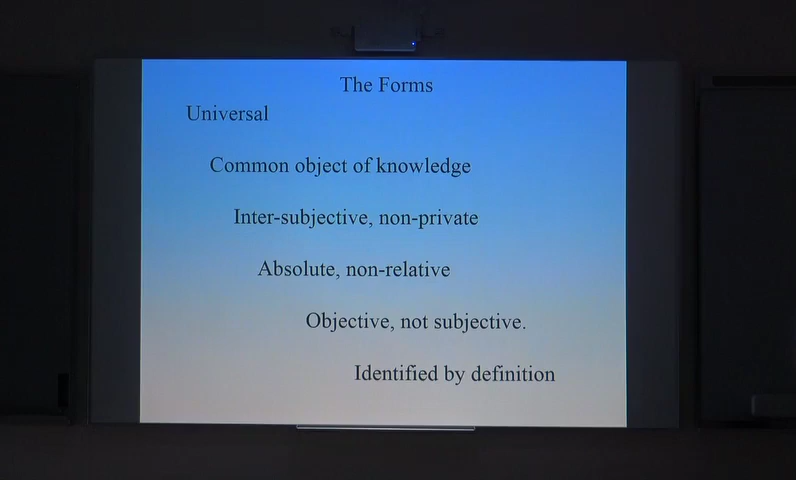 The Forms
Universal
Common object of knowledge
Inter-subjective, non-private
Absolute, non-relative
Objective, not subjective.
Identified by definition